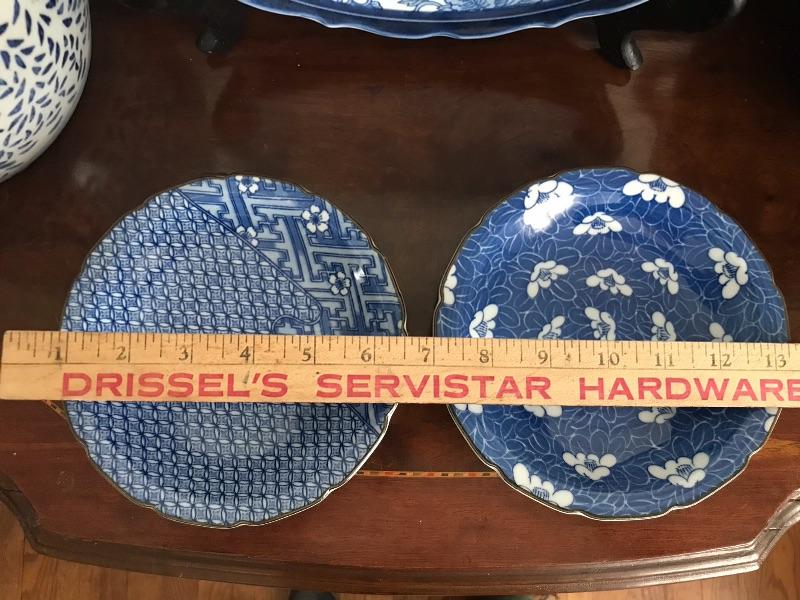 1 2 3 4 5 6 7 8 9 10 11 12 13
DRISSEL'S SERVISTAR HARDWARE